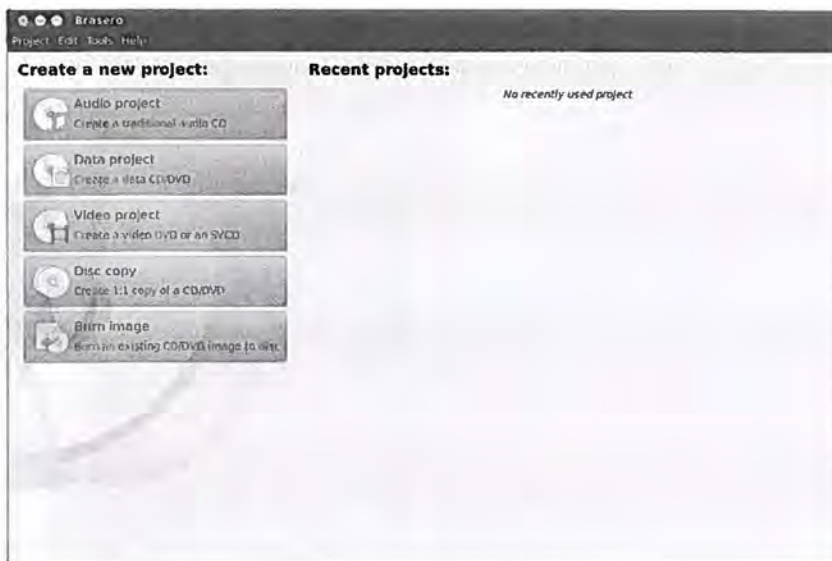 Brasero
Project Edit Tools Help
Create a new project:
Audio project
Create a traditional audio CD
Data project
Create a data CD/DVD
Video project
Create a video DVD or an SVCD
Disc copy
Create 1:1 copy of a CD/DVD
Burn image
Burn an existing CD/DVD image to disc
Recent projects:
No recently used project